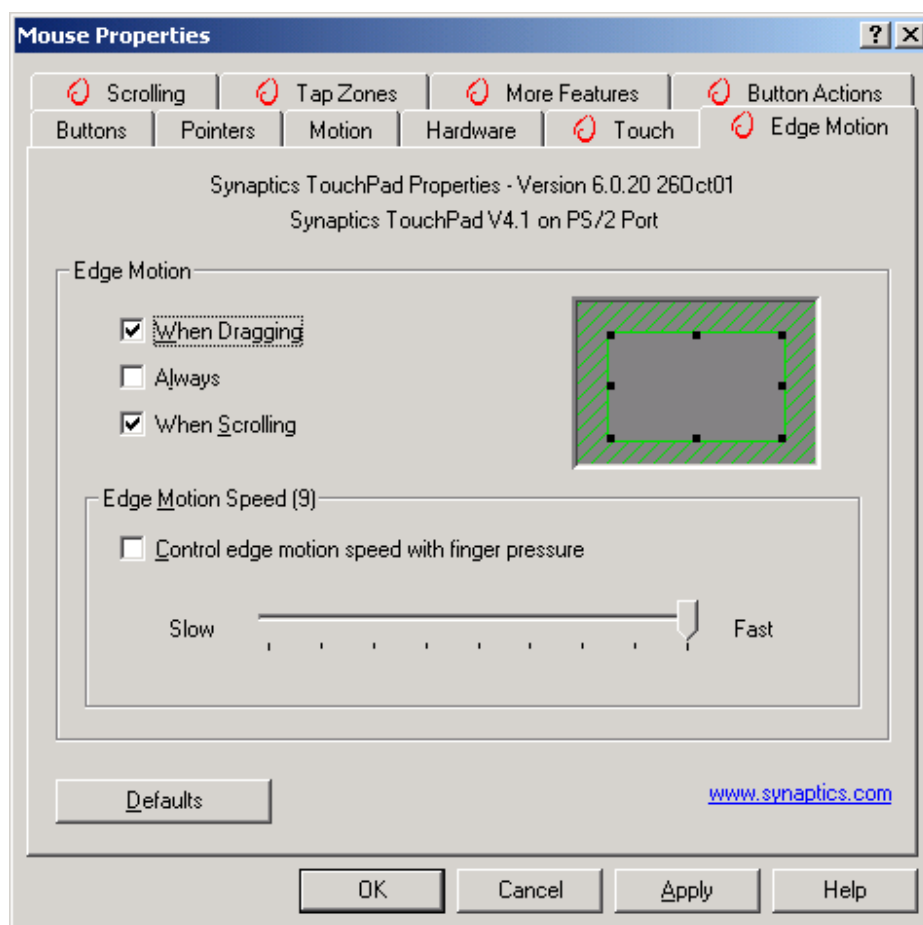 Mouse Properties
Scrolling Tap Zones More Features Button Actions
Buttons Pointers Motion Hardware Touch Edge Motion
Synaptics TouchPad Properties - Version 6.0.20 26Oct01
Synaptics TouchPad V4.1 on PS/2 Port
Edge Motion
When Dragging
Always
When Scrolling
Edge Motion Speed (9)
Control edge motion speed with finger pressure
Slow Fast
Defaults www.synaptics.com
OK Cancel Apply Help